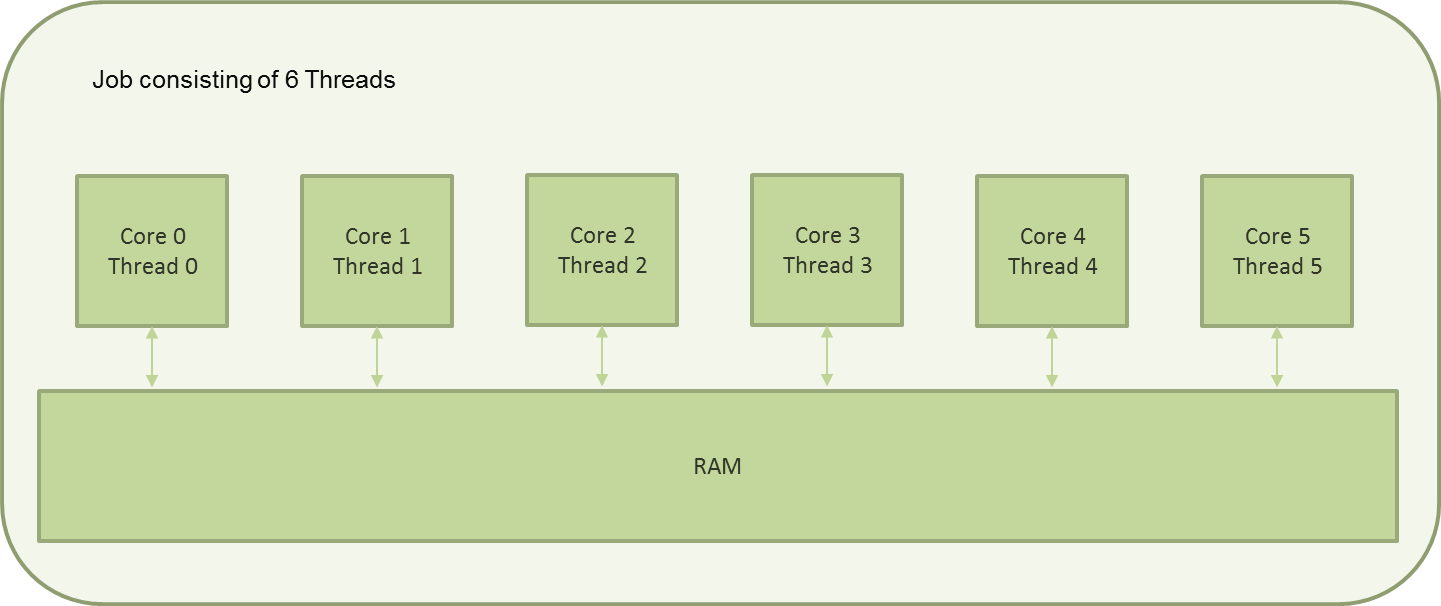 Job consisting of 6 Threads
Core 0
Thread 0
Core 1
Thread 1
Core 2
Thread 2
Core 3
Thread 3
Core 4
Thread 4
Core 5
Thread 5
RAM